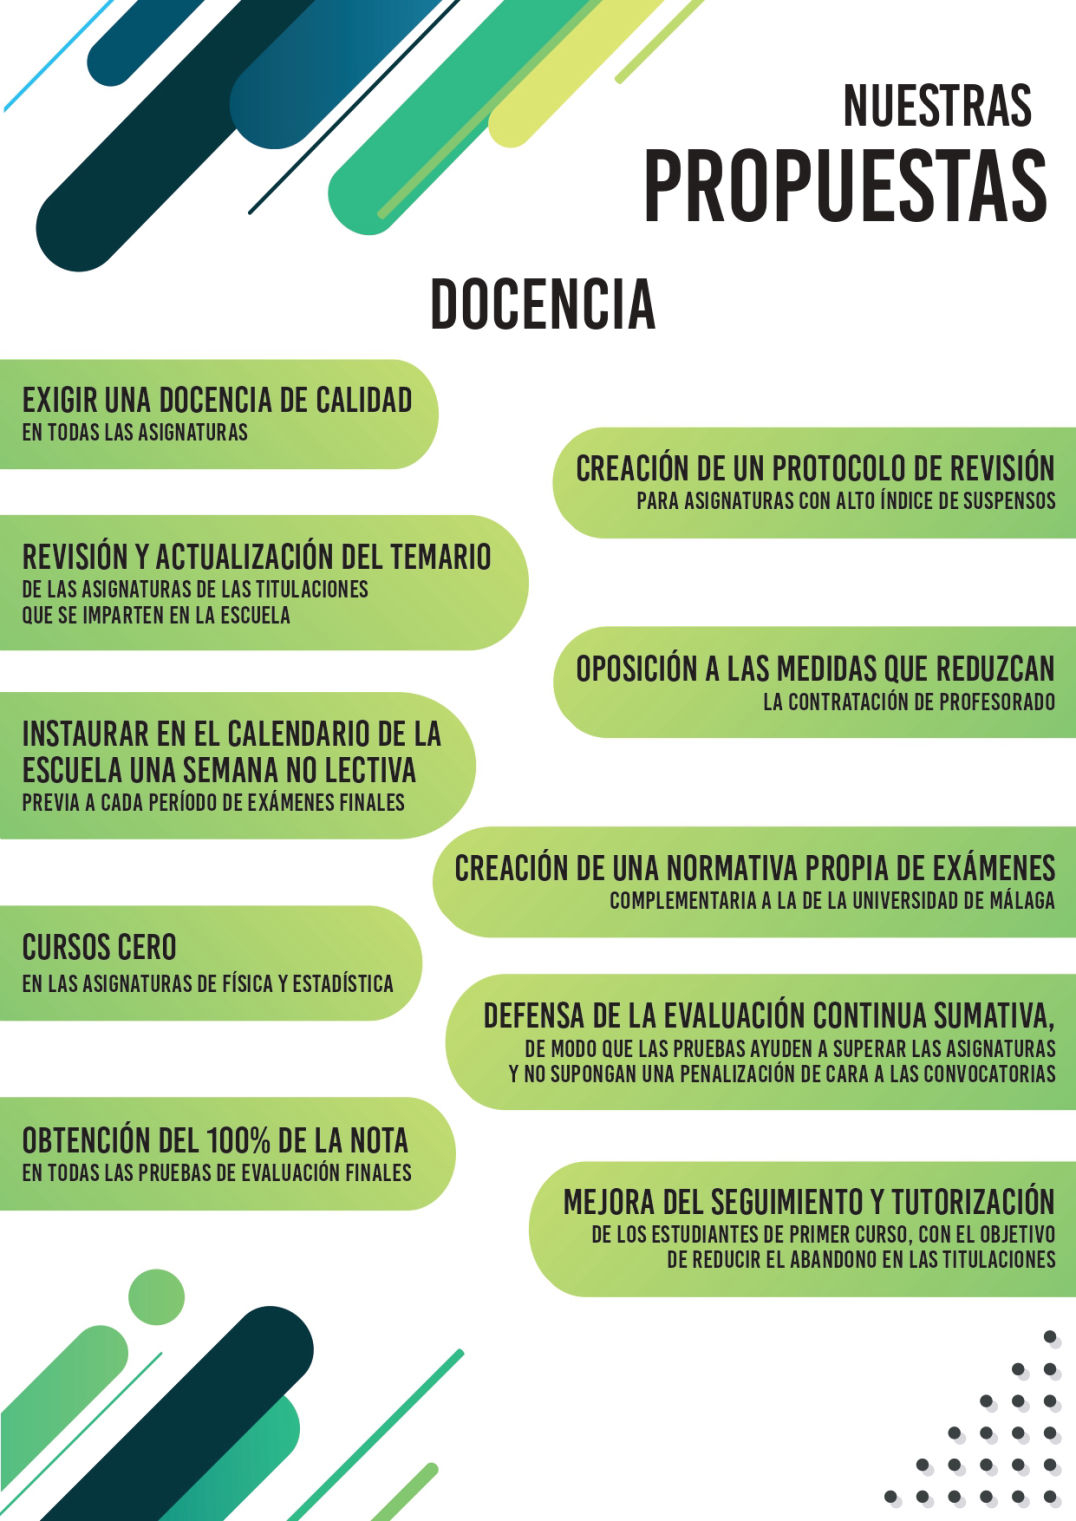 NUESTRAS
PROPUESTAS
DOCENCIA
EXIGIR UNA DOCENCIA DE CALIDAD
EN TODAS LAS ASIGNATURAS
CREACIÓN DE UN PROTOCOLO DE REVISIÓN
PARA ASIGNATURAS CON ALTO ÍNDICE DE SUSPENSOS
REVISIÓN Y ACTUALIZACIÓN DEL TEMARIO
DE LAS ASIGNATURAS DE LAS TITULACIONES
QUE SE IMPARTEN EN LA ESCUELA
OPOSICIÓN A LAS MEDIDAS QUE REDUZCAN
LA CONTRATACIÓN DE PROFESORADO
INSTAURAR EN EL CALENDARIO DE LA
ESCUELA UNA SEMANA NO LECTIVA
PREVIA A CADA PERÍODO DE EXÁMENES FINALES
CREACIÓN DE UNA NORMATIVA PROPIA DE EXÁMENES
COMPLEMENTARIA A LA DE LA UNIVERSIDAD DE MÁLAGA
CURSOS CERO
EN LAS ASIGNATURAS DE FÍSICA Y ESTADÍSTICA
DEFENSA DE LA EVALUACIÓN CONTINUA SUMATIVA,
DE MODO QUE LAS PRUEBAS AYUDEN A SUPERAR LAS ASIGNATURAS
Y NO SUPONGAN UNA PENALIZACIÓN DE CARA A LAS CONVOCATORIAS
OBTENCIÓN DEL 100% DE LA NOTA
EN TODAS LAS PRUEBAS DE EVALUACIÓN FINALES
MEJORA DEL SEGUIMIENTO Y TUTORIZACIÓN
DE LOS ESTUDIANTES DE PRIMER CURSO, CON EL OBJETIVO
DE REDUCIR EL ABANDONO EN LAS TITULACIONES